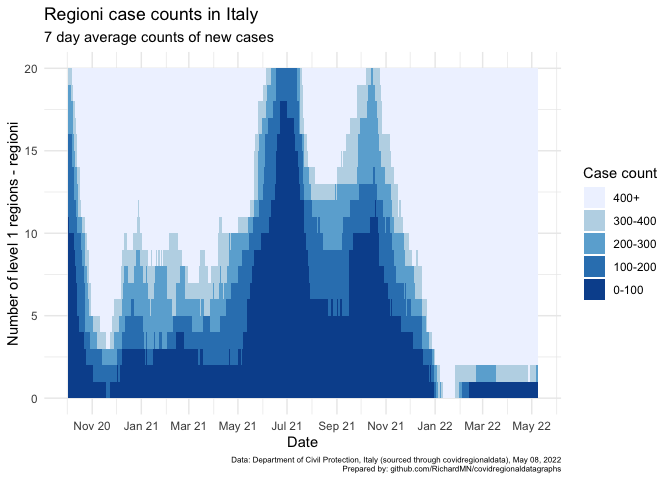 Regioni case counts in Italy
7 day average counts of new cases
Number of level 1 regions - regioni
20
15
10
5
0
Nov 20 Jan 21 Mar 21 May 21 Jul 21 Sep 21 Nov 21 Jan 22 Mar 22 May 22
Date
Case count
400+
300-400
200-300
100-200
0-100
Data: Department of Civil Protection, Italy (sourced through covidregionaldata), May 08, 2022
Prepared by: github.com/RichardMN/covidregionaldatagraphs